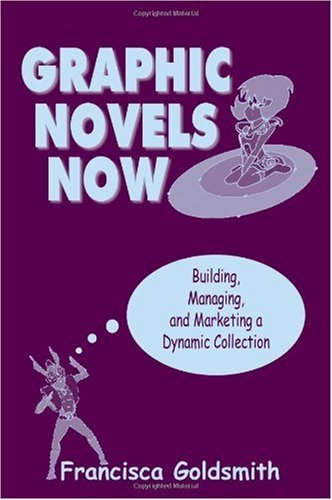 GRAPHIC
NOVELS
NOW
Building,
Managing,
and Marketing a
Dynamic Collection
Francisca Goldsmith